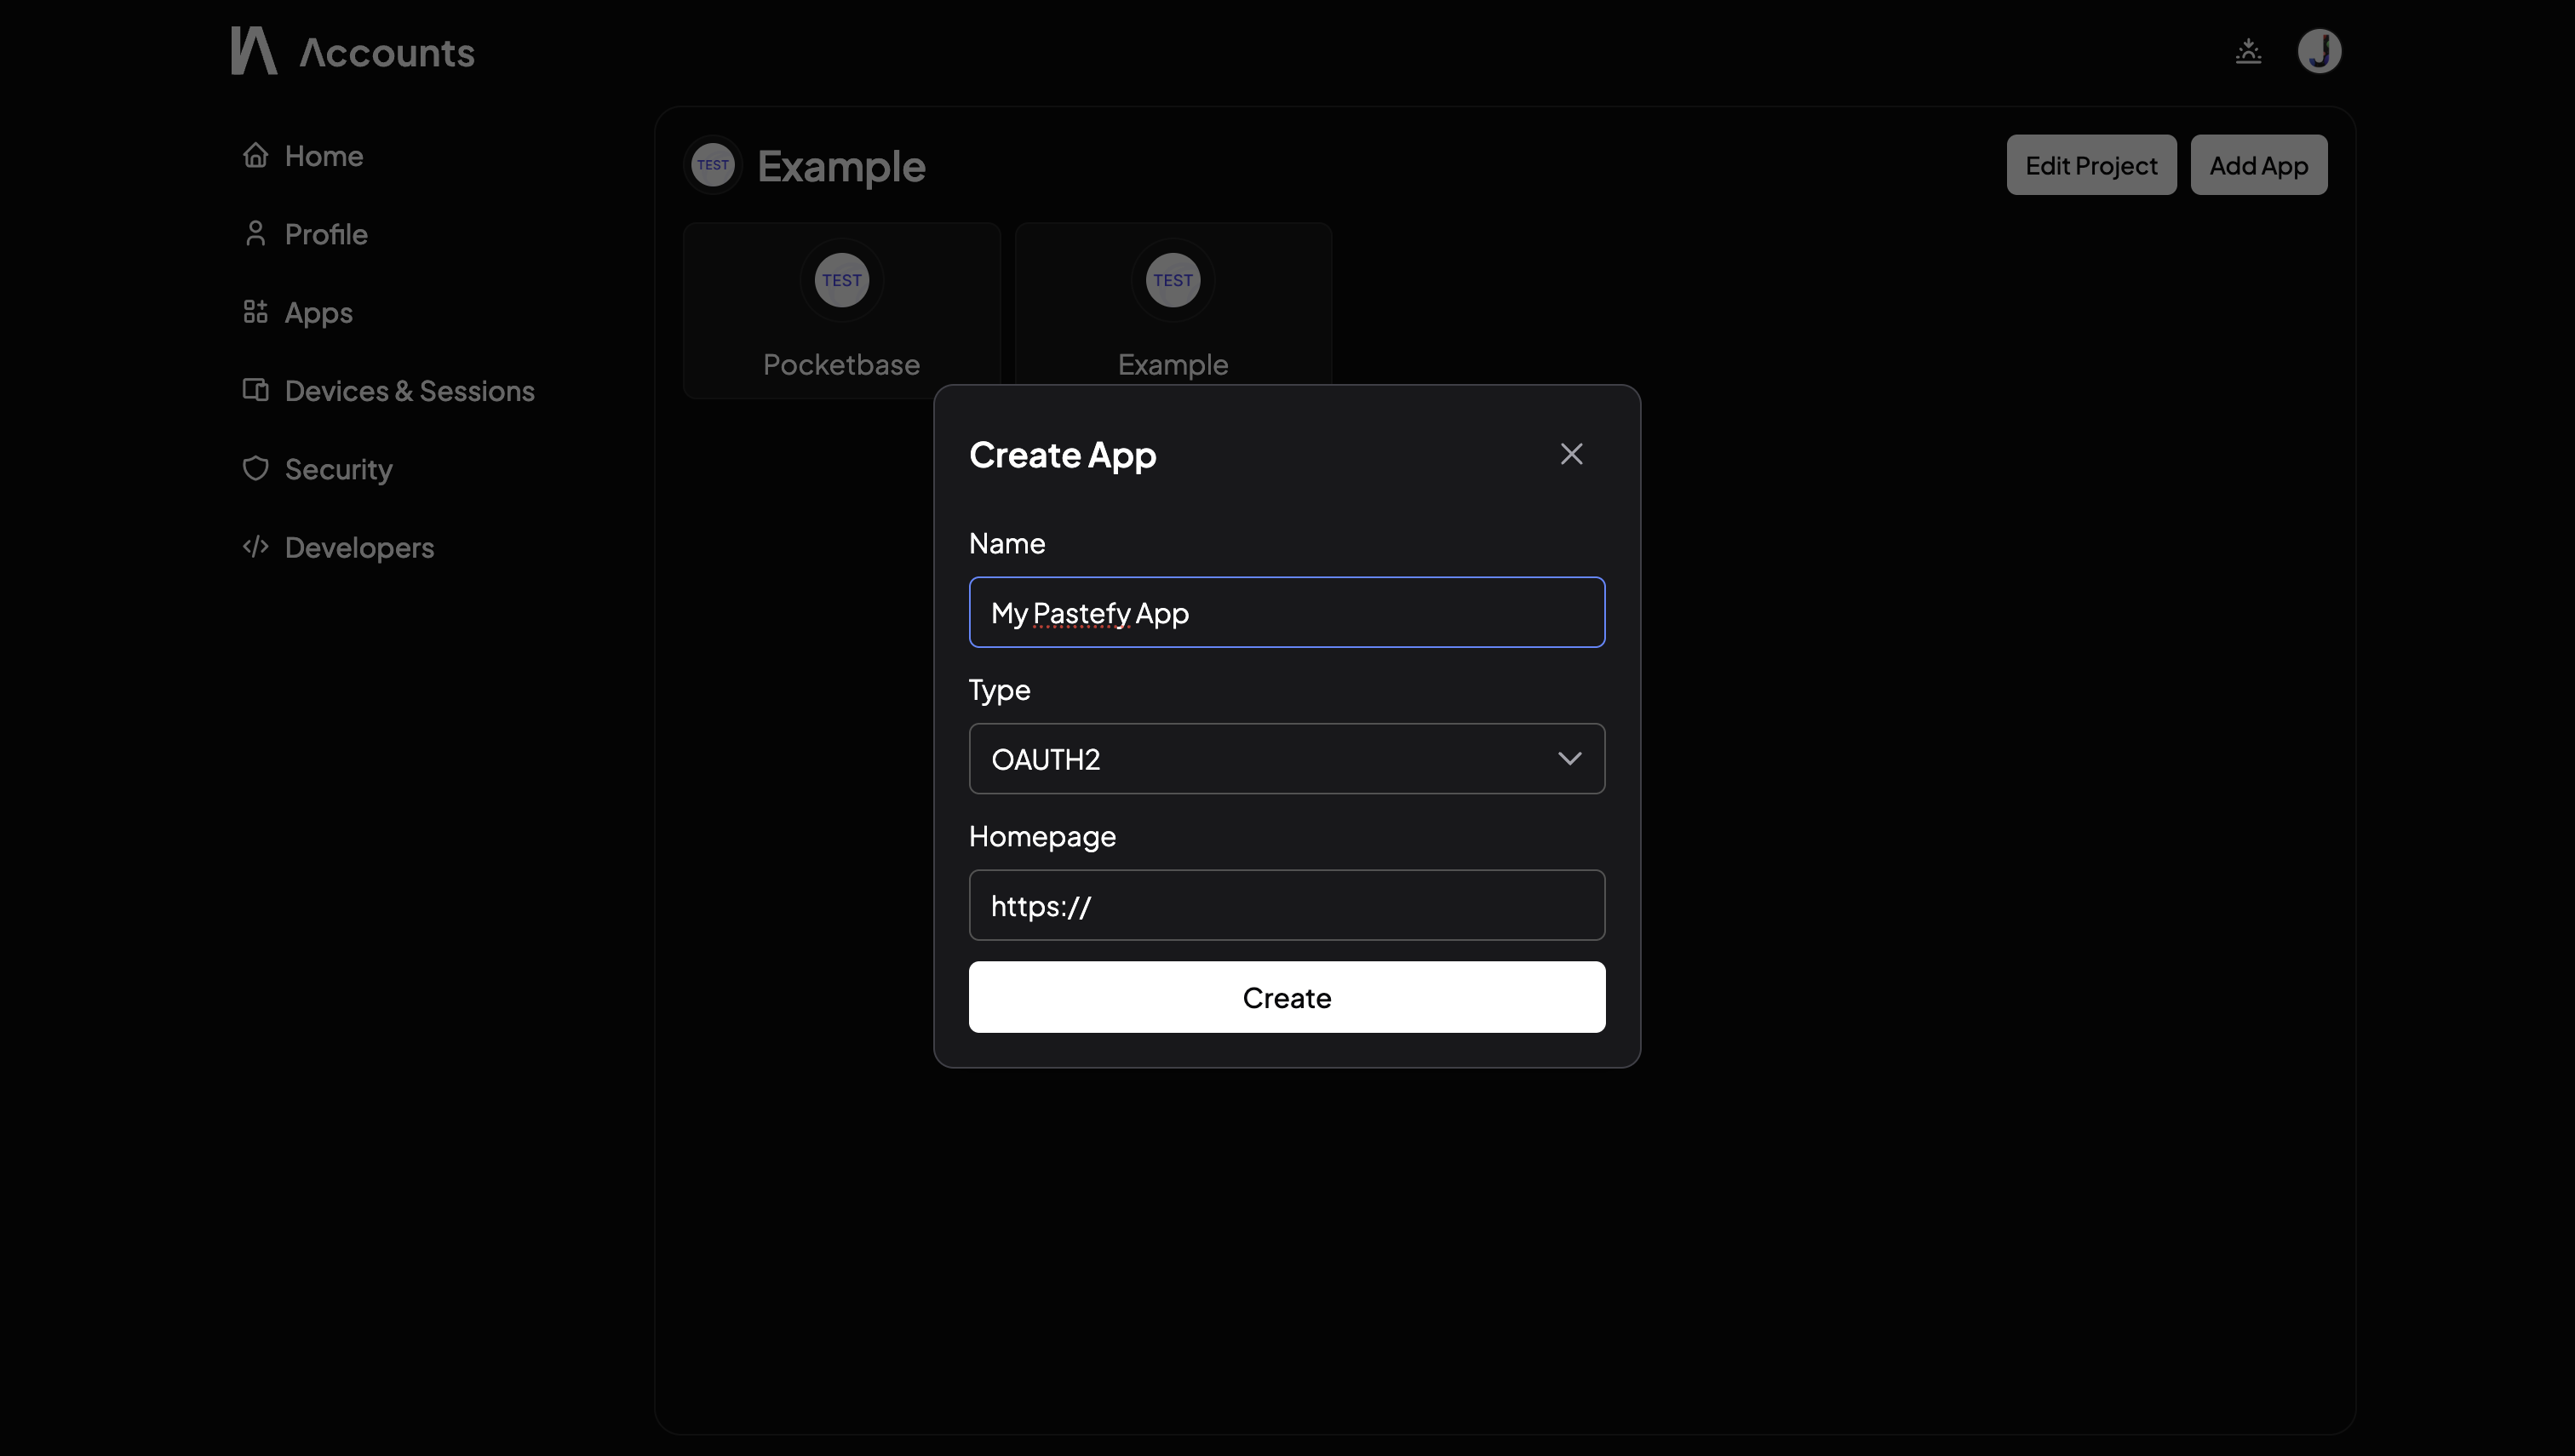 Accounts
Home
Profile
Apps
Devices & Sessions
Security
Developers
TEST
Example
Edit Project
Add App
TEST
Pocketbase
TEST
Example
Create App
Name
My Pastefy App
Type
OAUTH2
Homepage
https://
Create